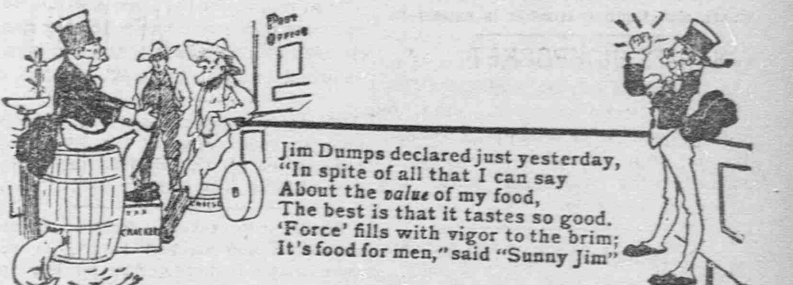 Post
Office
Jim Dumps declared just yesterday,
"In spite of all that I can say
About the value of my food,
The best is that it tastes so good.
'Force' fills with vigor to the brim;
It's food for men," said "Sunny Jim"
XXX
CRACKER